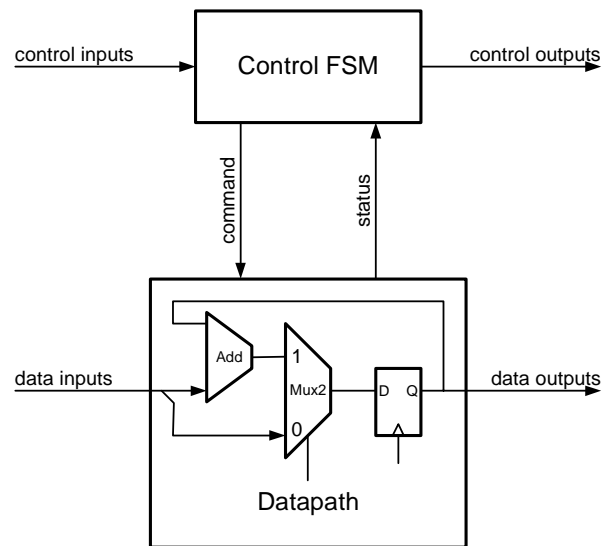 control inputs
Control FSM
control outputs
command
status
Add
1
data inputs
Mux2
D
Q
data outputs
0
Datapath